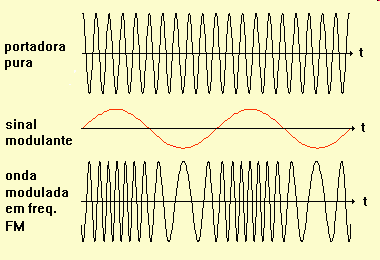 portadora
pura
t
sinal
modulante
t
onda
modulada
em freq.
FM
t